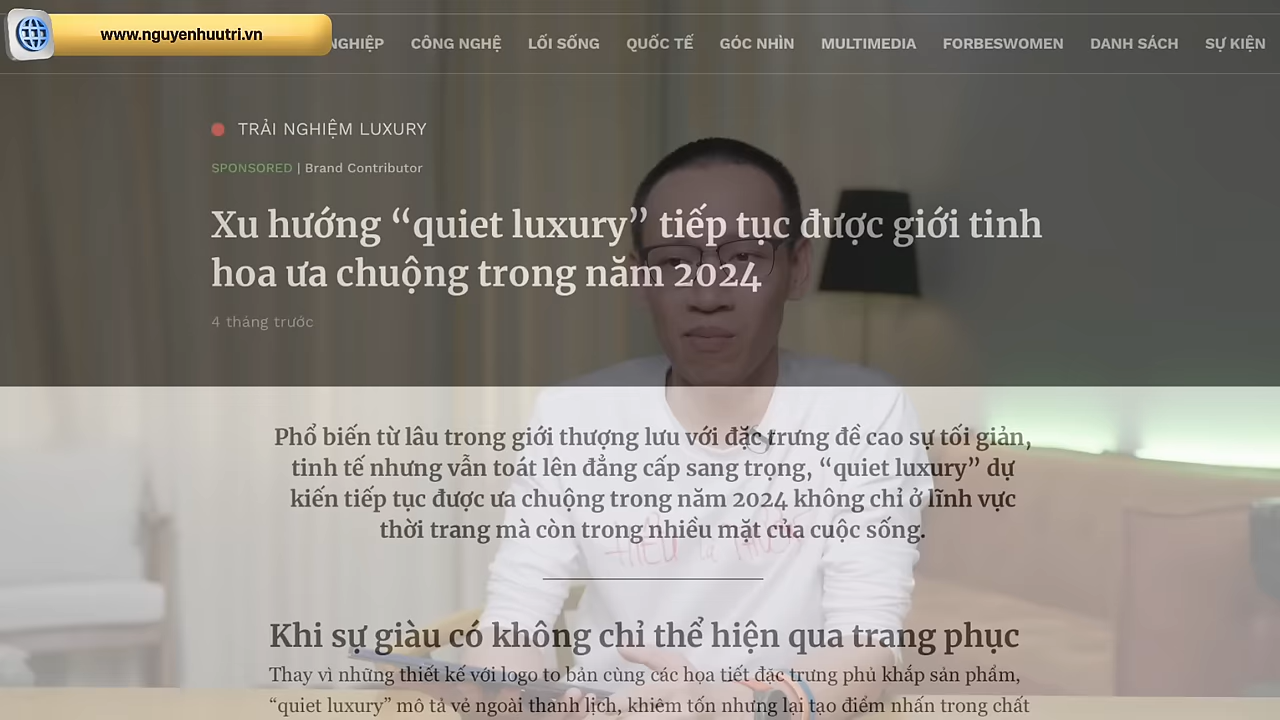 www.nguyenhuutri.vn
NGHIỆP CÔNG NGHỆ LỐI SỐNG QUỐC TẾ GÓC NHÌN MULTIMEDIA FORBESWOMEN DANH SÁCH SỰ KIỆN
TRẢI NGHIỆM LUXURY
SPONSORED | Brand Contributor
Xu hướng “quiet luxury” tiếp tục được giới tinh
hoa ưa chuộng trong năm 2024
4 tháng trước
Phổ biến từ lâu trong giới thượng lưu với đặc trưng đề cao sự tối giản,
tinh tế nhưng vẫn toát lên đẳng cấp sang trọng, “quiet luxury” dự
kiến tiếp tục được ưa chuộng trong năm 2024 không chỉ ở lĩnh vực
thời trang mà còn trong nhiều mặt của cuộc sống.
Khi sự giàu có không chỉ thể hiện qua trang phục
Thay vì những thiết kế với logo to bản cùng các họa tiết đặc trưng phủ khắp sản phẩm,
“quiet luxury” mô tả vẻ ngoài thanh lịch, khiêm tốn nhưng lại tạo điểm nhấn trong chất